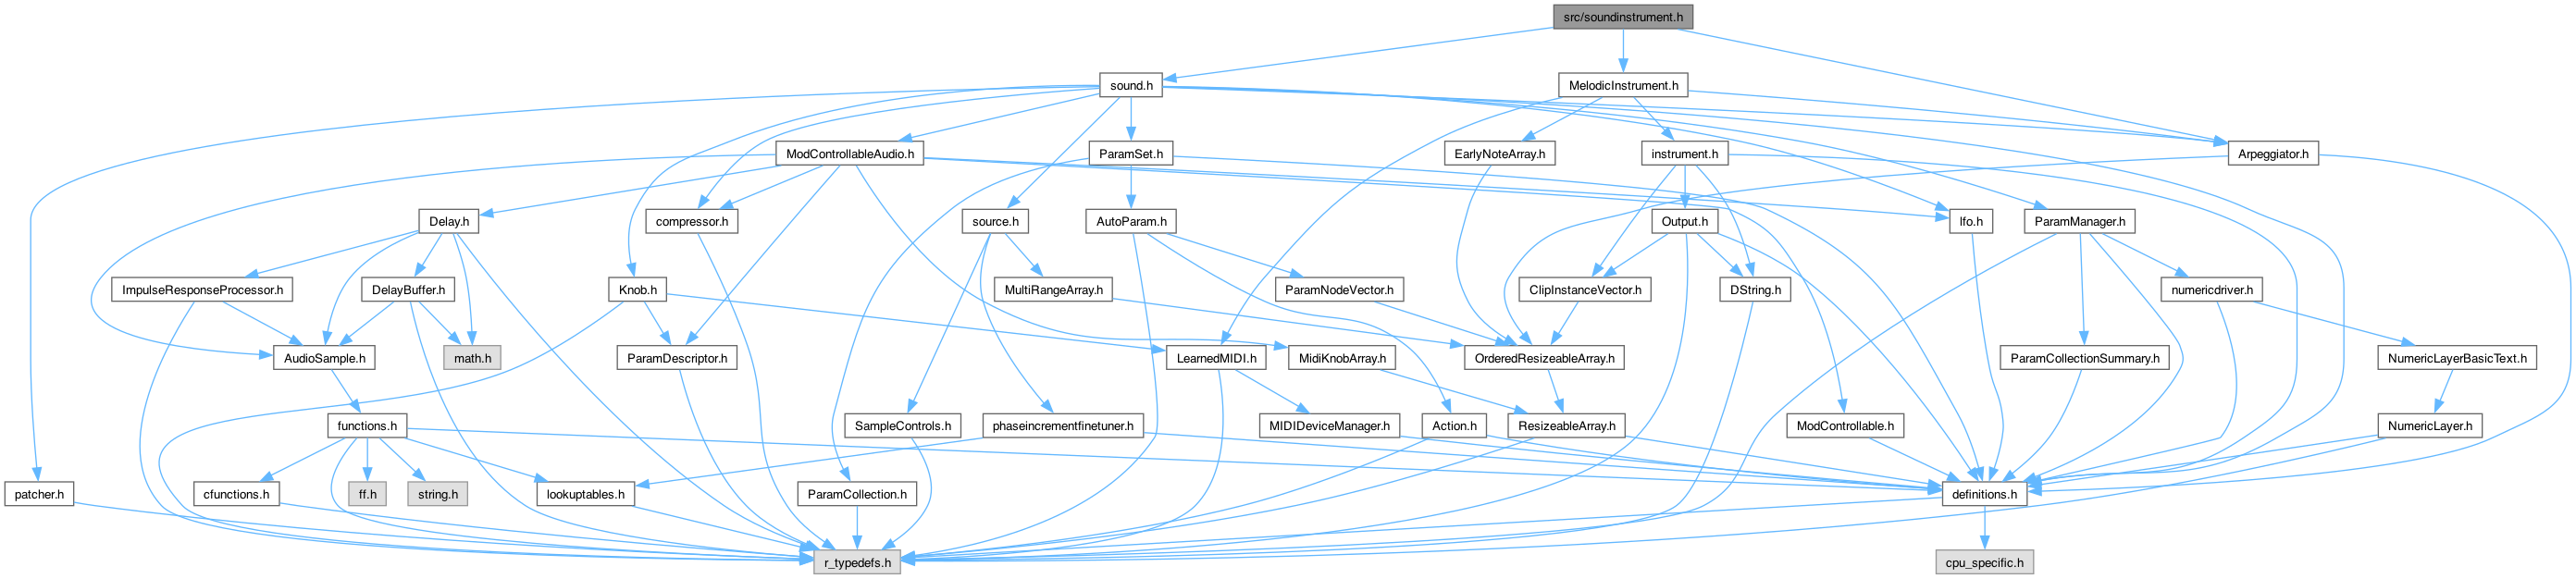 src/soundinstrument.h
sound.h
MelodicInstrument.h
ModControllableAudio.h
ParamSet.h
EarlyNoteArray.h
instrument.h
Arpeggiator.h
Delay.h
compressor.h
source.h
AutoParam.h
Output.h
lfo.h
ParamManager.h
ImpulseResponseProcessor.h
DelayBuffer.h
Knob.h
MultiRangeArray.h
ParamNodeVector.h
ClipInstanceVector.h
DString.h
numericdriver.h
AudioSample.h
math.h
ParamDescriptor.h
LearnedMIDI.h
MidiKnobArray.h
OrderedResizeableArray.h
ParamCollectionSummary.h
NumericLayerBasicText.h
functions.h
SampleControls.h
phaseincrementfinetuner.h
MIDIDeviceManager.h
Action.h
ResizeableArray.h
ModControllable.h
NumericLayer.h
patcher.h
cfunctions.h
ff.h
string.h
lookuptables.h
ParamCollection.h
definitions.h
r_typedefs.h
cpu_specific.h